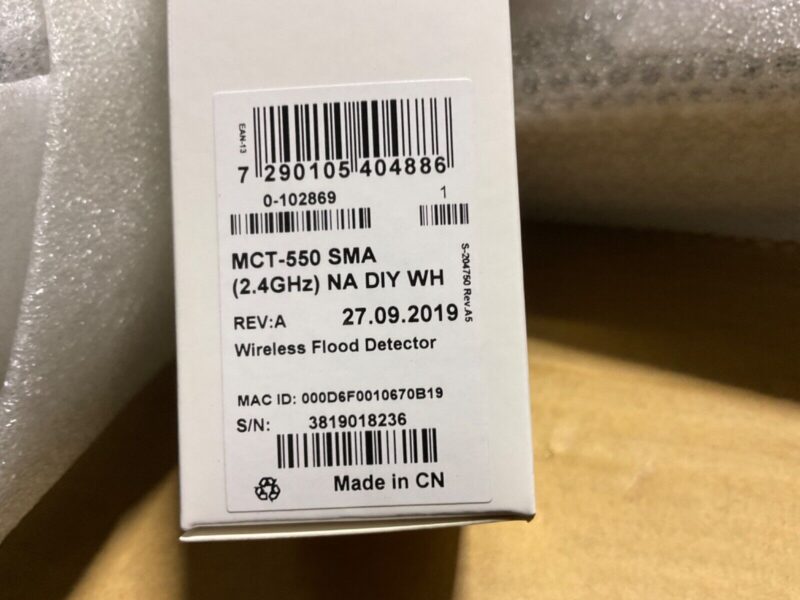 EAN-13
7 290105 404886
0-102869
1
MCT-550 SMA
(2.4GHz) NA DIY WH
S-204750 Rev.A5
REV:A 27.09.2019
Wireless Flood Detector
MAC ID: 000D6F0010670B19
S/N: 3819018236
Made in CN